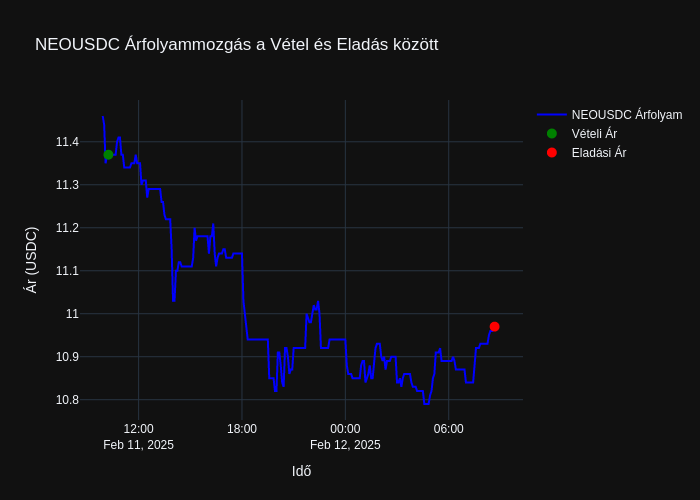 NEOUSDC Árfolyammozgás a Vétel és Eladás között
NEOUSDC Árfolyam
Vételi Ár
Eladási Ár
Ár (USDC)
11.4
11.3
11.2
11.1
11
10.9
10.8
12:00
Feb 11, 2025
18:00
00:00
Feb 12, 2025
06:00
Idő